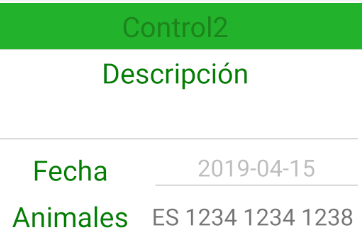 Control2
Descripción
Fecha 2019-04-15
Animales ES 1234 1234 1238